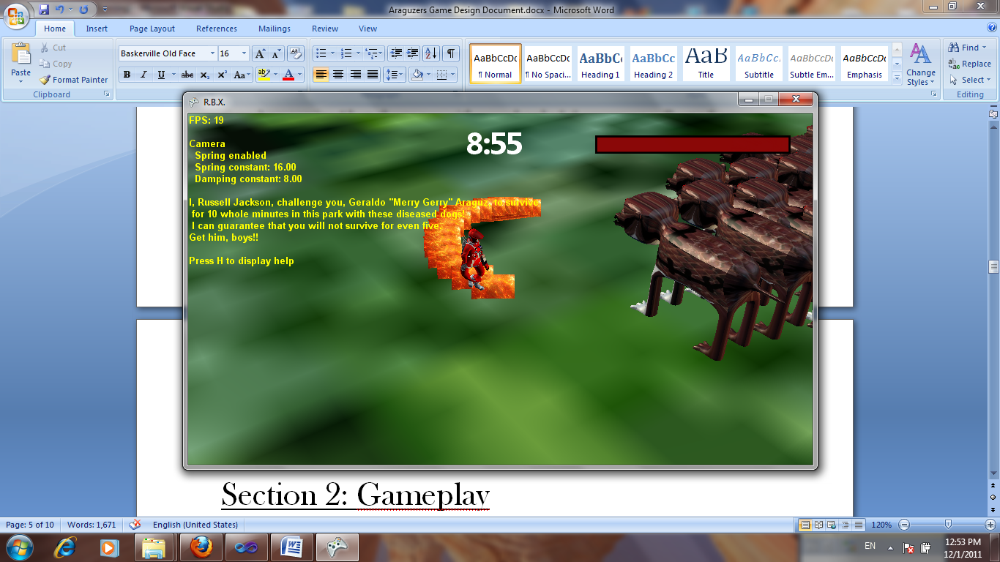 Araguzers Game Design Document.docx - Microsoft Word
Home Insert Page Layout References Mailings Review View
Paste
Cut
Copy
Format Painter
Clipboard
Baskerville Old Face 16
B I U abc x₂ x² Aa
AaBbCcDc AaBbCcDc AaBbC AaBbCc AaB AaBbCc. AaBbCcDc AaBbCcDc
¶ Normal ¶ No Spaci... Heading 1 Heading 2 Title Subtitle Subtle Em... Emphasis
Change
Styles
Find
Replace
Select
Editing
R.B.X.
FPS: 19
8:55
Camera
Spring enabled
Spring constant: 16.00
Damping constant: 8.00
I, Russell Jackson, challenge you, Geraldo "Merry Gerry" Araguz, to survive
for 10 whole minutes in this park with these diseased dogs!
I can guarantee that you will not survive for even five.
Get him, boys!!
Press H to display help
Section 2: Gameplay
Page: 5 of 10 Words: 1,671 English (United States) 120%
EN
12:53 PM
12/1/2011